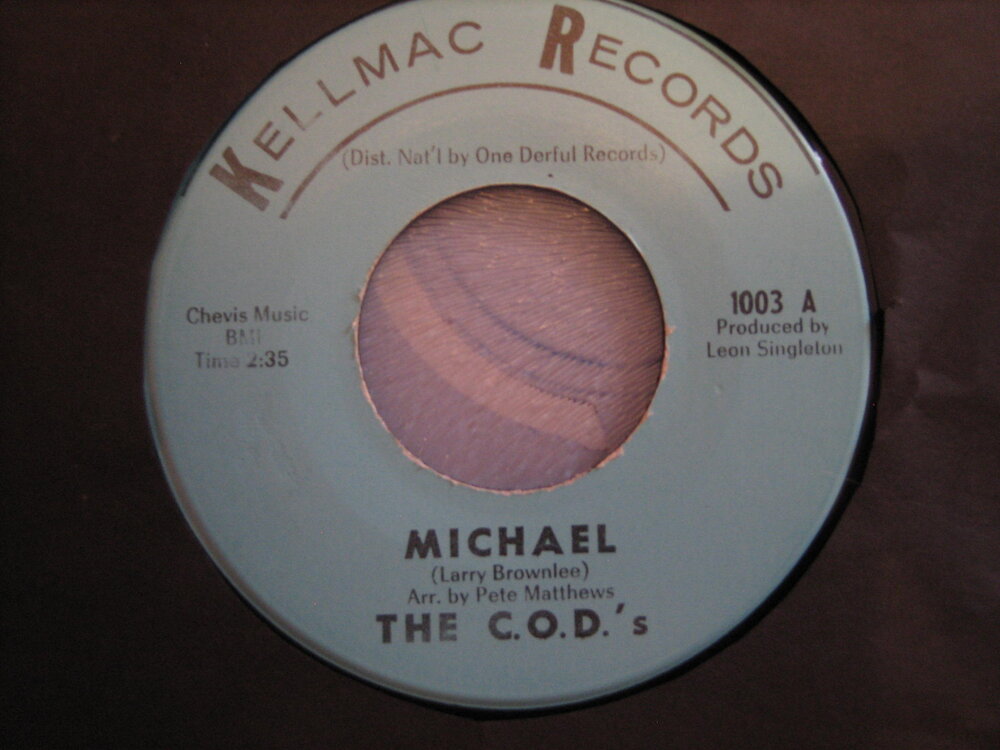 KELLMAC RECORDS
(Dist. Nat'l by One Derful Records)
Chevis Music
BMI
Time 2:35
1003 A
Produced by
Leon Singleton
MICHAEL
(Larry Brownlee)
Arr. by Pete Matthews
THE C.O.D.'s